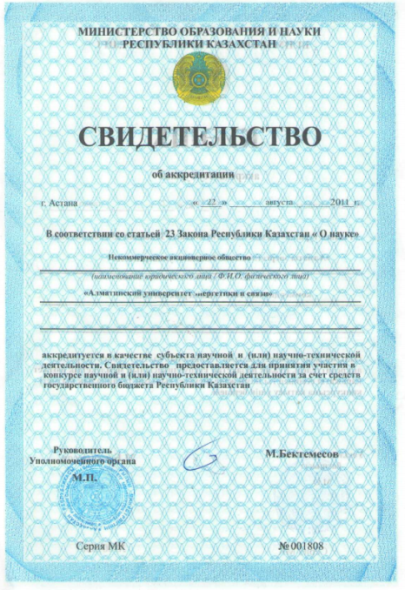 МИНИСТЕРСТВО ОБРАЗОВАНИЯ И НАУКИ
РЕСПУБЛИКИ КАЗАХСТАН
СВИДЕТЕЛЬСТВО
об аккредитации
г. Астана « 22 » августа 2011 г.
В соответствии со статьей 23 Закона Республики Казахстан « О науке»
Некоммерческое акционерное общество
(наименование юридического лица / Ф.И.О. физического лица)
«Алматинский университет энергетики и связи»
аккредитуется в качестве субъекта научной и (или) научно-технической
деятельности. Свидетельство предоставляется для принятия участия в
конкурсе научной и (или) научно-технической деятельности за счет средств
государственного бюджета Республики Казахстан
Руководитель
Уполномоченного органа
М.Бектемесов
М.П.
Серия МК № 001808